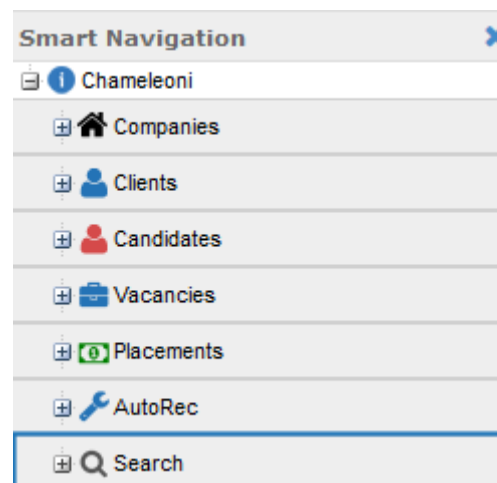 Smart Navigation
Chameleoni
Companies
Clients
Candidates
Vacancies
Placements
AutoRec
Search